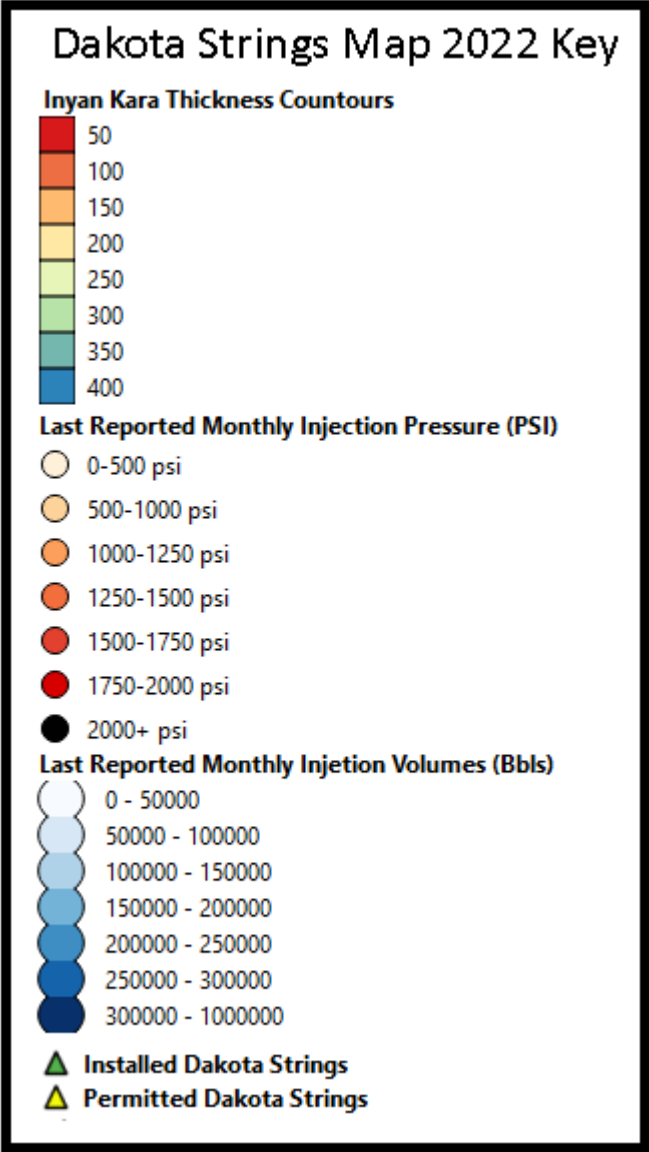 Dakota Strings Map 2022 Key
Inyan Kara Thickness Countours
50
100
150
200
250
300
350
400
Last Reported Monthly Injection Pressure (PSI)
0-500 psi
500-1000 psi
1000-1250 psi
1250-1500 psi
1500-1750 psi
1750-2000 psi
2000+ psi
Last Reported Monthly Injetion Volumes (Bbls)
0 - 50000
50000 - 100000
100000 - 150000
150000 - 200000
200000 - 250000
250000 - 300000
300000 - 1000000
Installed Dakota Strings
Permitted Dakota Strings